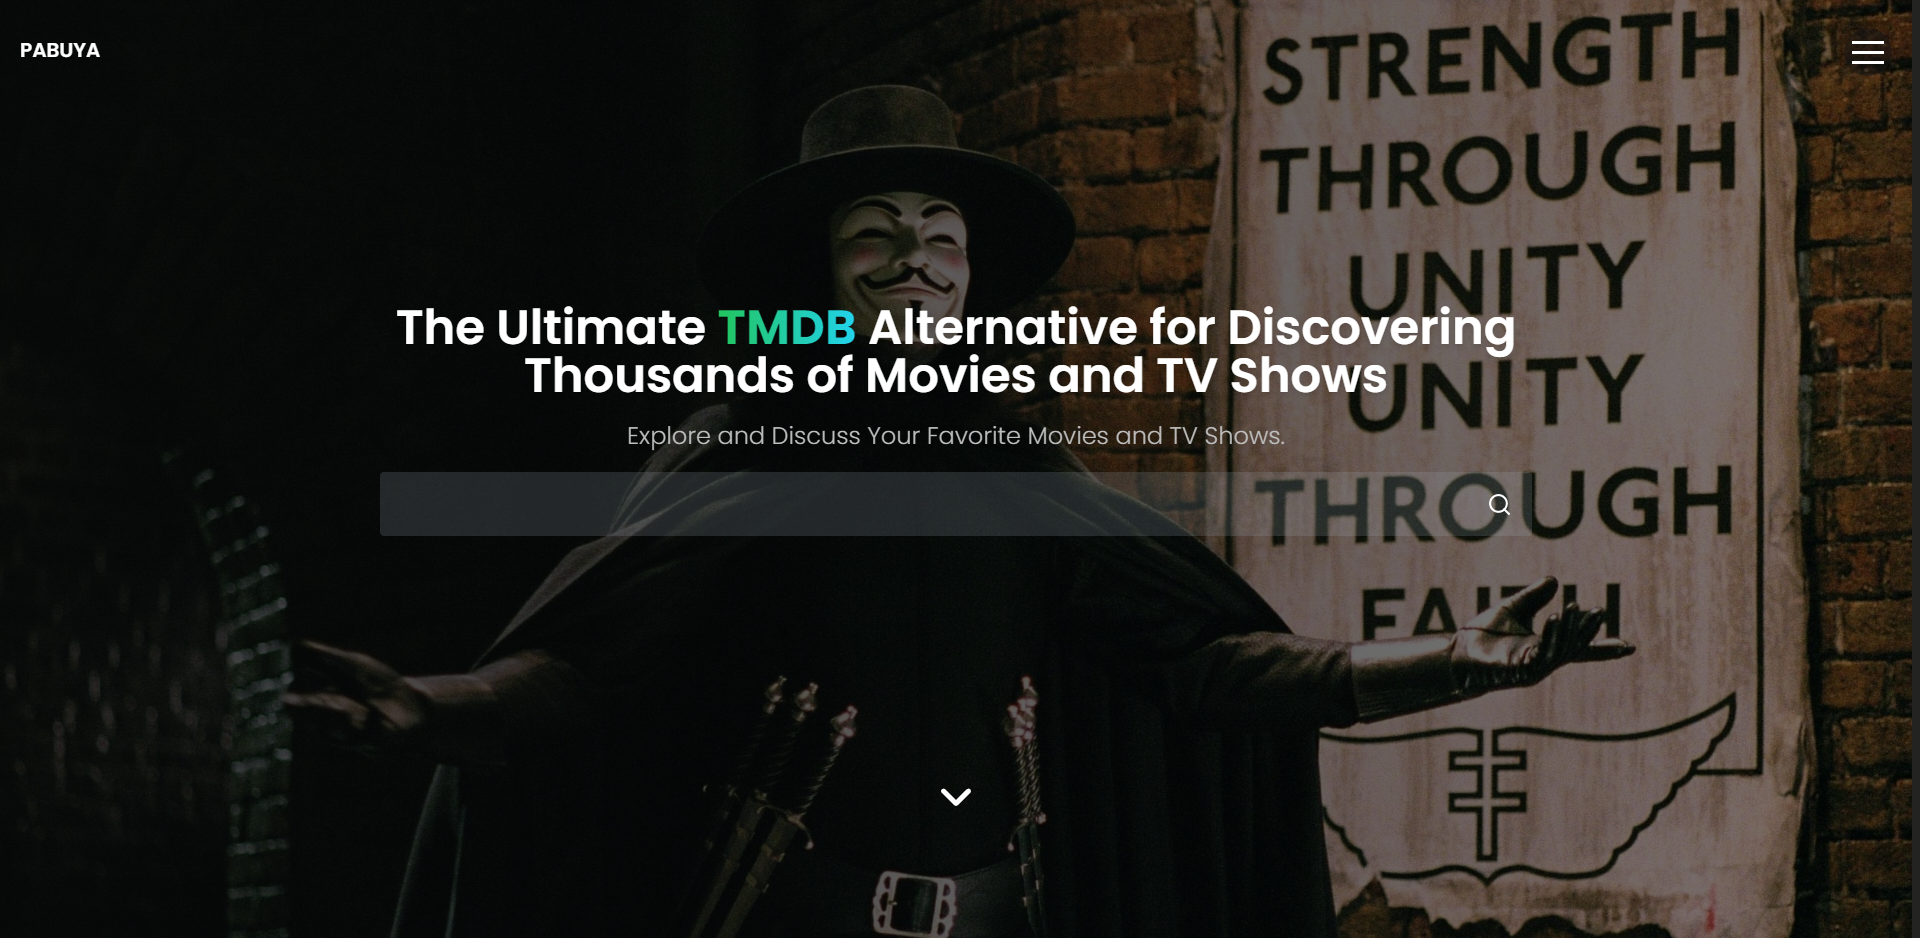 PABUYA
STRENGTH
THROUGH
UNITY
The Ultimate TMDB Alternative for Discovering
Thousands of Movies and TV Shows
UNITY
Explore and Discuss Your Favorite Movies and TV Shows.
THROUGH
FAITH